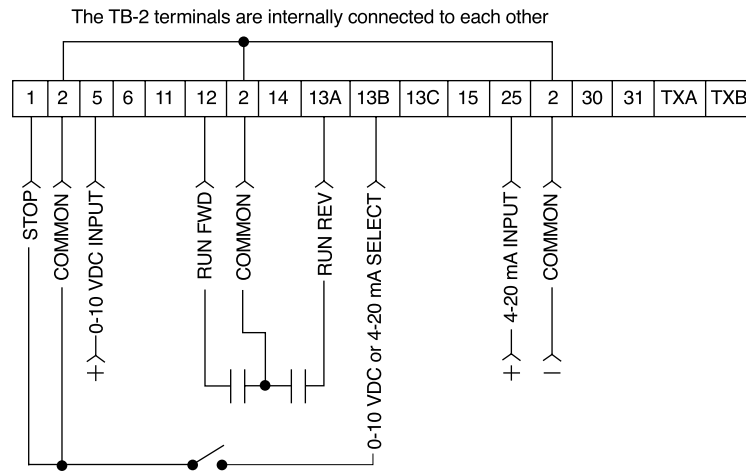 The TB-2 terminals are internally connected to each other
1 2 5 6 11 12 2 14 13A 13B 13C 15 25 2 30 31 TXA TXB
STOP
COMMON
0-10 VDC INPUT
+
RUN FWD
COMMON
RUN REV
0-10 VDC or 4-20 mA SELECT
4-20 mA INPUT
+
COMMON
−